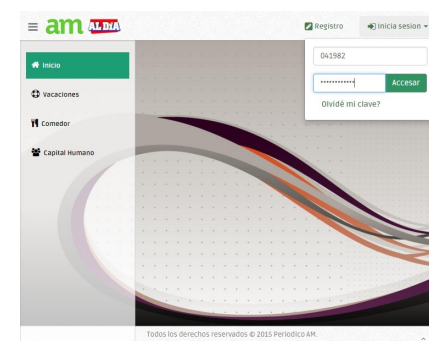 am AL DÍA
Registro
Inicia sesion
041982
************
Accesar
Olvidé mi clave?
Inicio
Vacaciones
Comedor
Capital Humano
Todos los derechos reservados © 2015 Periodico AM.